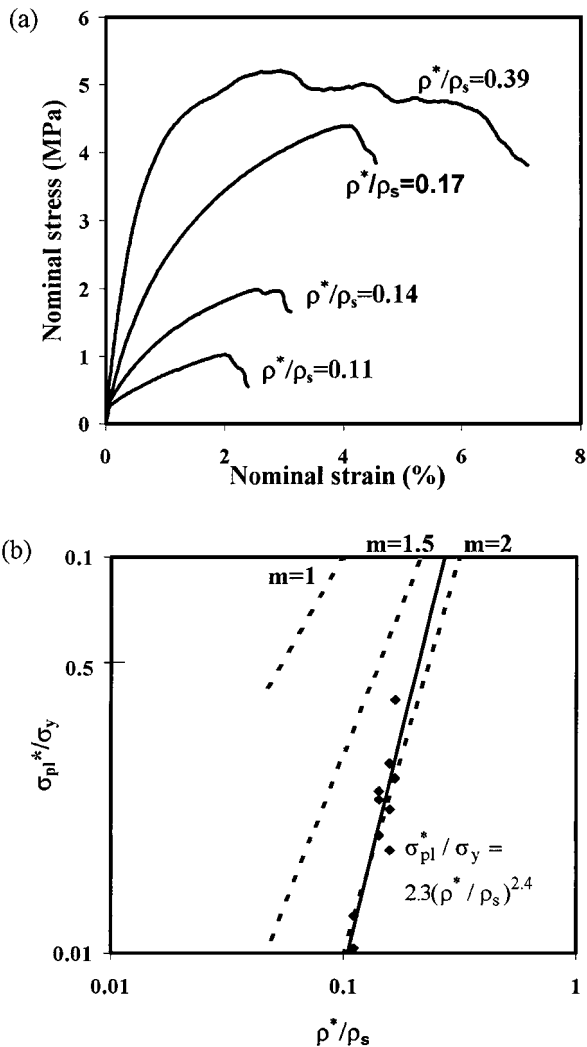 (a)
6
5
4
3
2
1
0
Nominal stress (MPa)
ρ*/ρs=0.39
ρ*/ρs=0.17
ρ*/ρs=0.14
ρ*/ρs=0.11
0 2 4 6 8
Nominal strain (%)
(b)
m=1 m=1.5 m=2
0.1
0.5
0.01
σpl*/σy
σ*pl / σy =
2.3(ρ* / ρs)2.4
0.01 0.1 1
ρ*/ρs